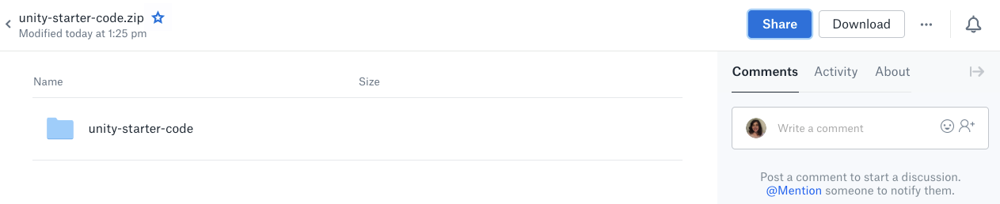 unity-starter-code.zip
Modified today at 1:25 pm
Share
Download
Name
Size
unity-starter-code
Comments
Activity
About
Write a comment
Post a comment to start a discussion.
@Mention someone to notify them.